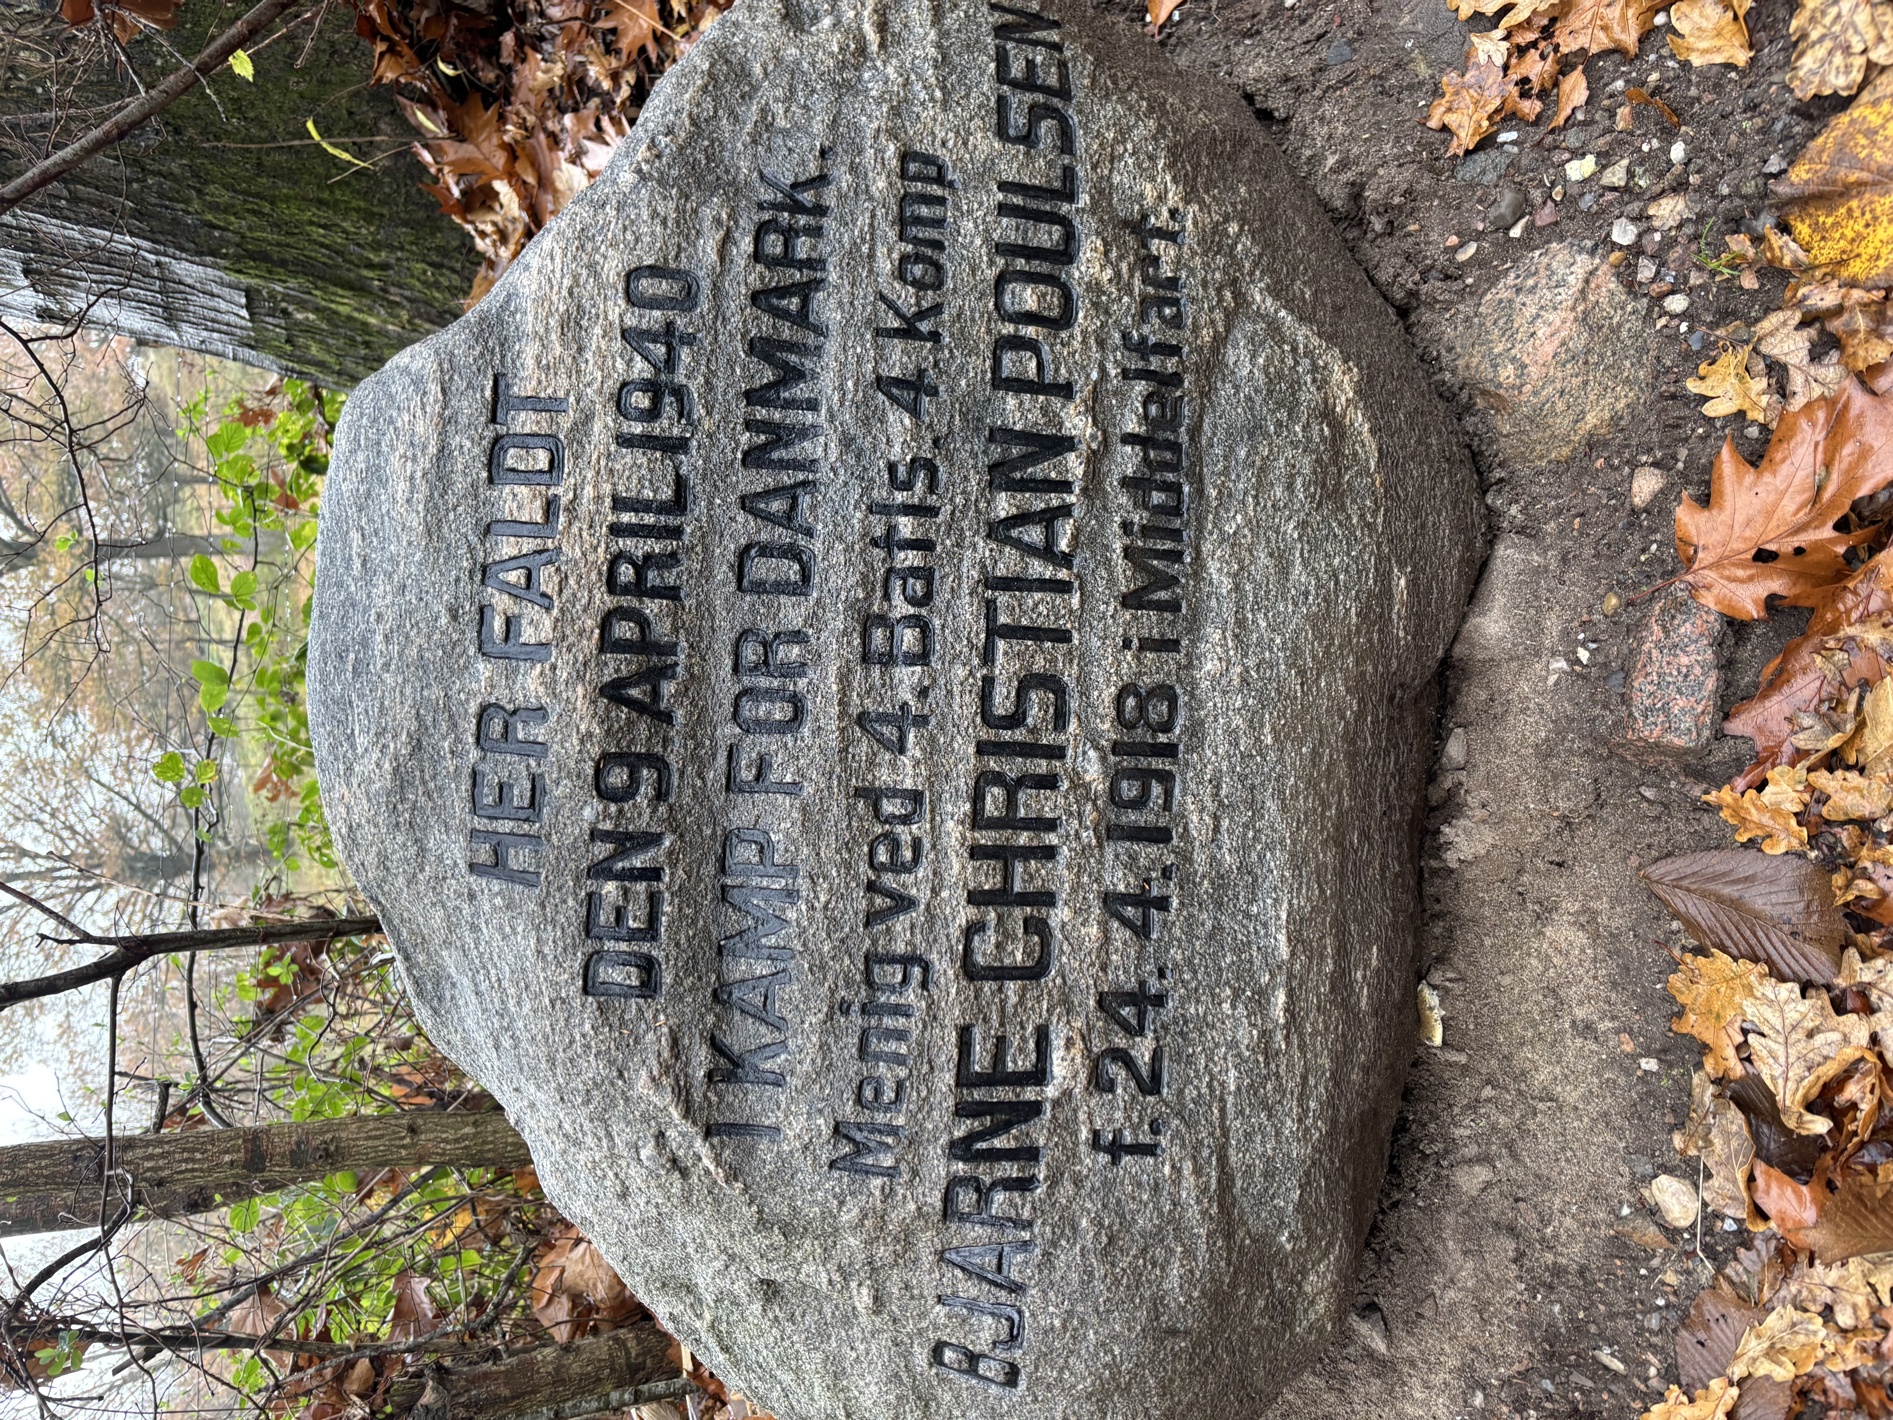 HER FALDT
DEN 9 APRIL 1940
I KAMP FOR DANMARK.
Menig ved 4. Batls. 4 Komp
BJARNE CHRISTIAN POULSEN
f. 24. 4. 1918 i Middelfart.